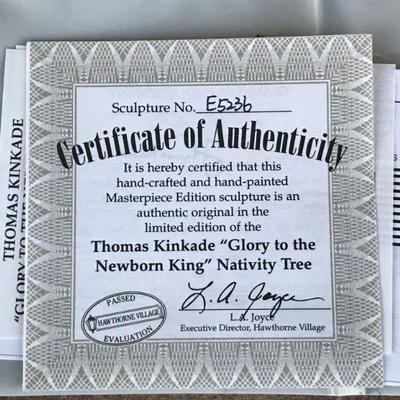 Sculpture No. E5236
Certificate of Authenticity
It is hereby certified that this
hand-crafted and hand-painted
Masterpiece Edition sculpture is an
authentic original in the
limited edition of the
Thomas Kinkade "Glory to the
Newborn King" Nativity Tree
L. A. Joyce
L.A. Joyce
Executive Director, Hawthorne Village
PASSED
HAWTHORNE VILLAGE
EVALUATION
THOMAS KINKADE
"GLORY TO THE